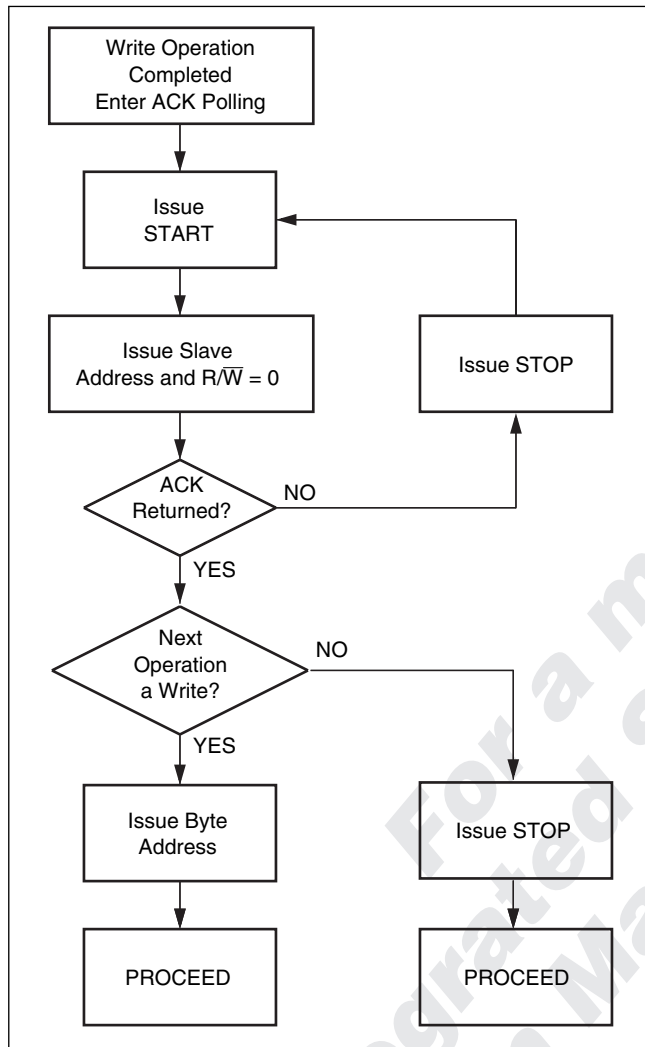 Write Operation
Completed
Enter ACK Polling
Issue
START
Issue Slave
Address and R/W̅ = 0
Issue STOP
ACK
Returned?
NO
YES
Next
Operation
a Write?
NO
YES
Issue Byte
Address
Issue STOP
PROCEED
PROCEED
For a m